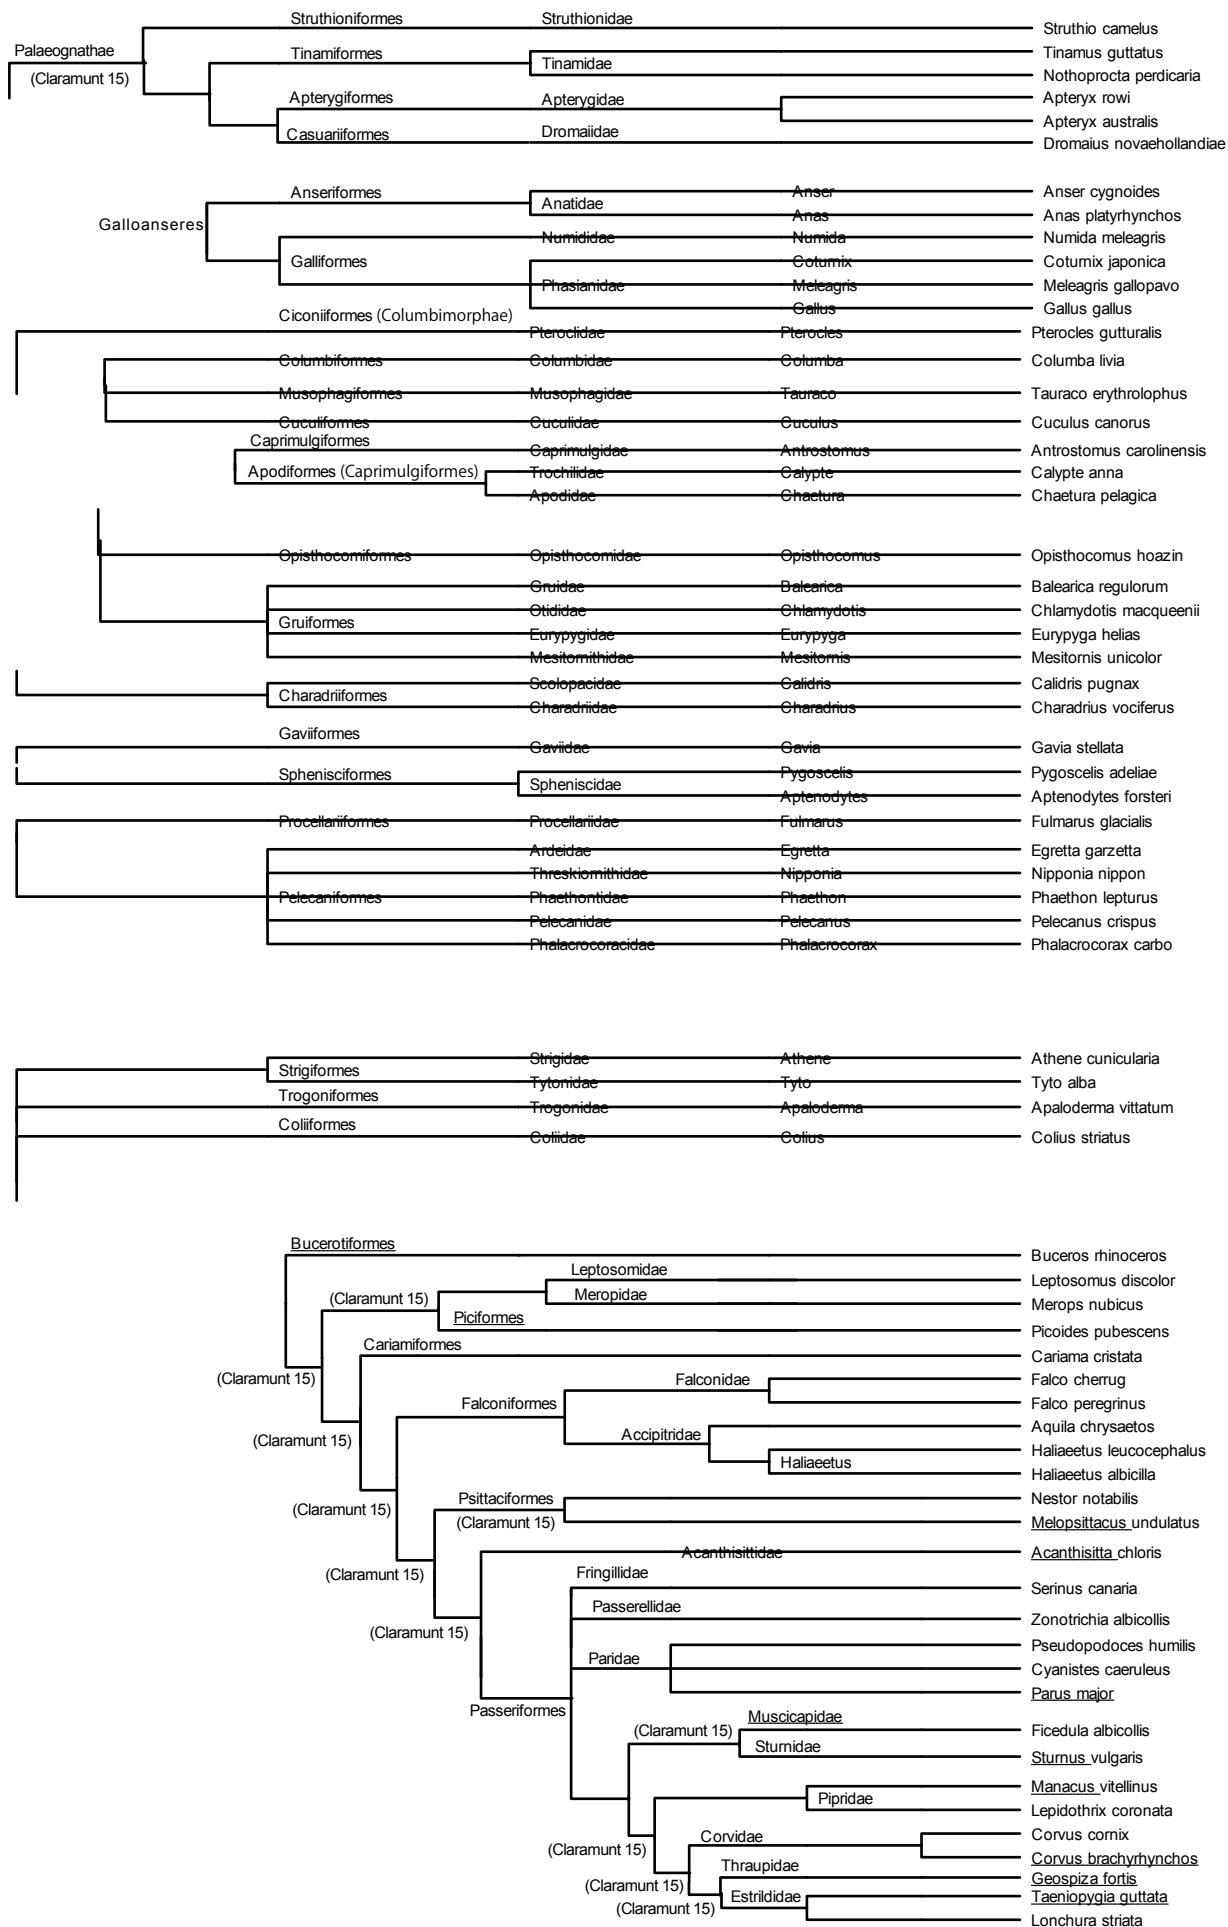 Struthioniformes Struthionidae Struthio camelus
Palaeognathae Tinamiformes Tinamidae Tinamus guttatus
(Claramunt 15) Nothoprocta perdicaria
Apterygiformes Apterygidae Apteryx rowi
Apteryx australis
Casuariiformes Dromaiidae Dromaius novaehollandiae
Anseriformes Anatidae Anser Anser cygnoides
Anas Anas platyrhynchos
Galloanseres
Numididae Numida Numida meleagris
Galliformes Coturnix Coturnix japonica
Phasianidae Meleagris Meleagris gallopavo
Gallus Gallus gallus
Ciconiiformes (Columbimorphae)
Pteroclidae Pterocles Pterocles gutturalis
Columbiformes Columbidae Columba Columba livia
Musophagiformes Musophagidae Tauraco Tauraco erythrolophus
Cuculiformes Cuculidae Cuculus Cuculus canorus
Caprimulgiformes
Caprimulgidae Antrostomus Antrostomus carolinensis
Apodiformes (Caprimulgiformes) Trochilidae Calypte Calypte anna
Apodidae Chaetura Chaetura pelagica
Opisthocomiformes Opisthocomidae Opisthocomus Opisthocomus hoazin
Gruidae Balearica Balearica regulorum
Otididae Chlamydotis Chlamydotis macqueenii
Gruiformes
Eurypygidae Eurypyga Eurypyga helias
Mesitornithidae Mesitornis Mesitornis unicolor
Scolopacidae Calidris Calidris pugnax
Charadriiformes
Charadriidae Charadrius Charadrius vociferus
Gaviiformes
Gaviidae Gavia Gavia stellata
Sphenisciformes Pygoscelis Pygoscelis adeliae
Spheniscidae
Aptenodytes Aptenodytes forsteri
Procellariiformes Procellariidae Fulmarus Fulmarus glacialis
Ardeidae Egretta Egretta garzetta
Threskiornithidae Nipponia Nipponia nippon
Pelecaniformes Phaethontidae Phaethon Phaethon lepturus
Pelecanidae Pelecanus Pelecanus crispus
Phalacrocoracidae Phalacrocorax Phalacrocorax carbo
Strigidae Athene Athene cunicularia
Strigiformes
Tytonidae Tyto Tyto alba
Trogoniformes
Trogonidae Apaloderma Apaloderma vittatum
Coliiformes
Coliidae Colius Colius striatus
Bucerotiformes
Buceros rhinoceros
Leptosomidae
Leptosomus discolor
(Claramunt 15) Meropidae Merops nubicus
Piciformes
Picoides pubescens
Cariamiformes
Cariama cristata
(Claramunt 15) Falconidae Falco cherrug
Falconiformes Falco peregrinus
Accipitridae Aquila chrysaetos
(Claramunt 15)
Haliaeetus leucocephalus
Haliaeetus
Haliaeetus albicilla
Psittaciformes Nestor notabilis
(Claramunt 15)
(Claramunt 15) Melopsittacus undulatus
Acanthisittidae Acanthisitta chloris
(Claramunt 15) Fringillidae
Serinus canaria
Passerellidae
Zonotrichia albicollis
(Claramunt 15)
Pseudopodoces humilis
Paridae
Cyanistes caeruleus
Parus major
Passeriformes Muscicapidae
(Claramunt 15) Ficedula albicollis
Sturnidae
Sturnus vulgaris
Manacus vitellinus
Pipridae
Lepidothrix coronata
Corvidae Corvus cornix
(Claramunt 15)
Corvus brachyrhynchos
Thraupidae
Geospiza fortis
(Claramunt 15)
Estrildidae Taeniopygia guttata
(Claramunt 15)
Lonchura striata